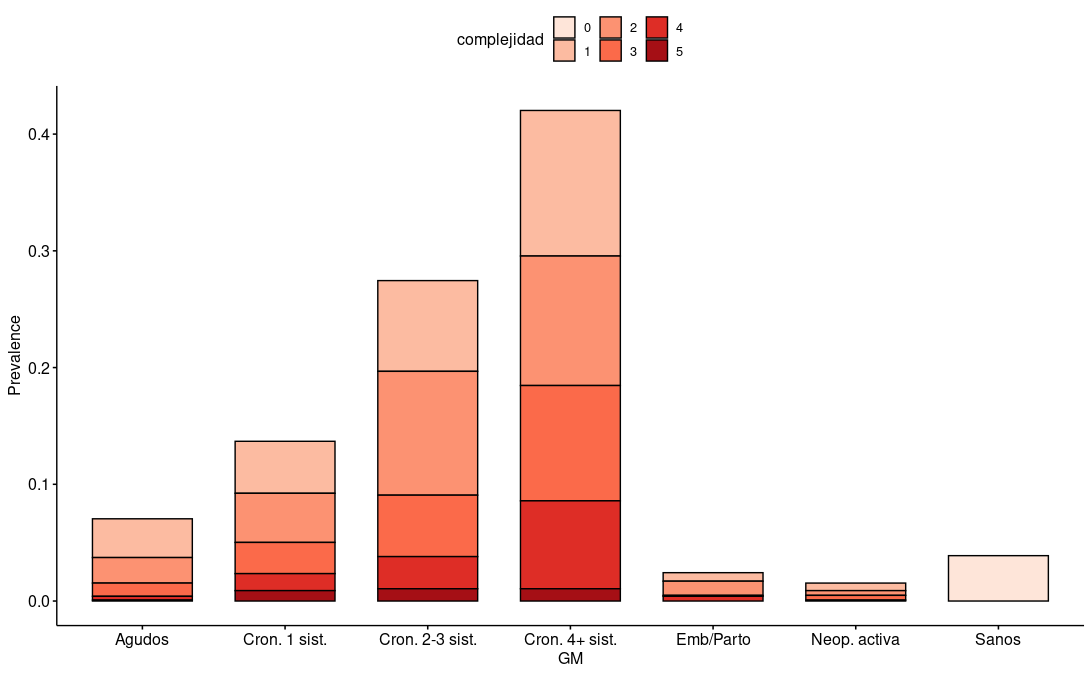 complejidad
0 2 4
1 3 5
Prevalence
0.4
0.3
0.2
0.1
0.0
Agudos Cron. 1 sist. Cron. 2-3 sist. Cron. 4+ sist. Emb/Parto Neop. activa Sanos
GM